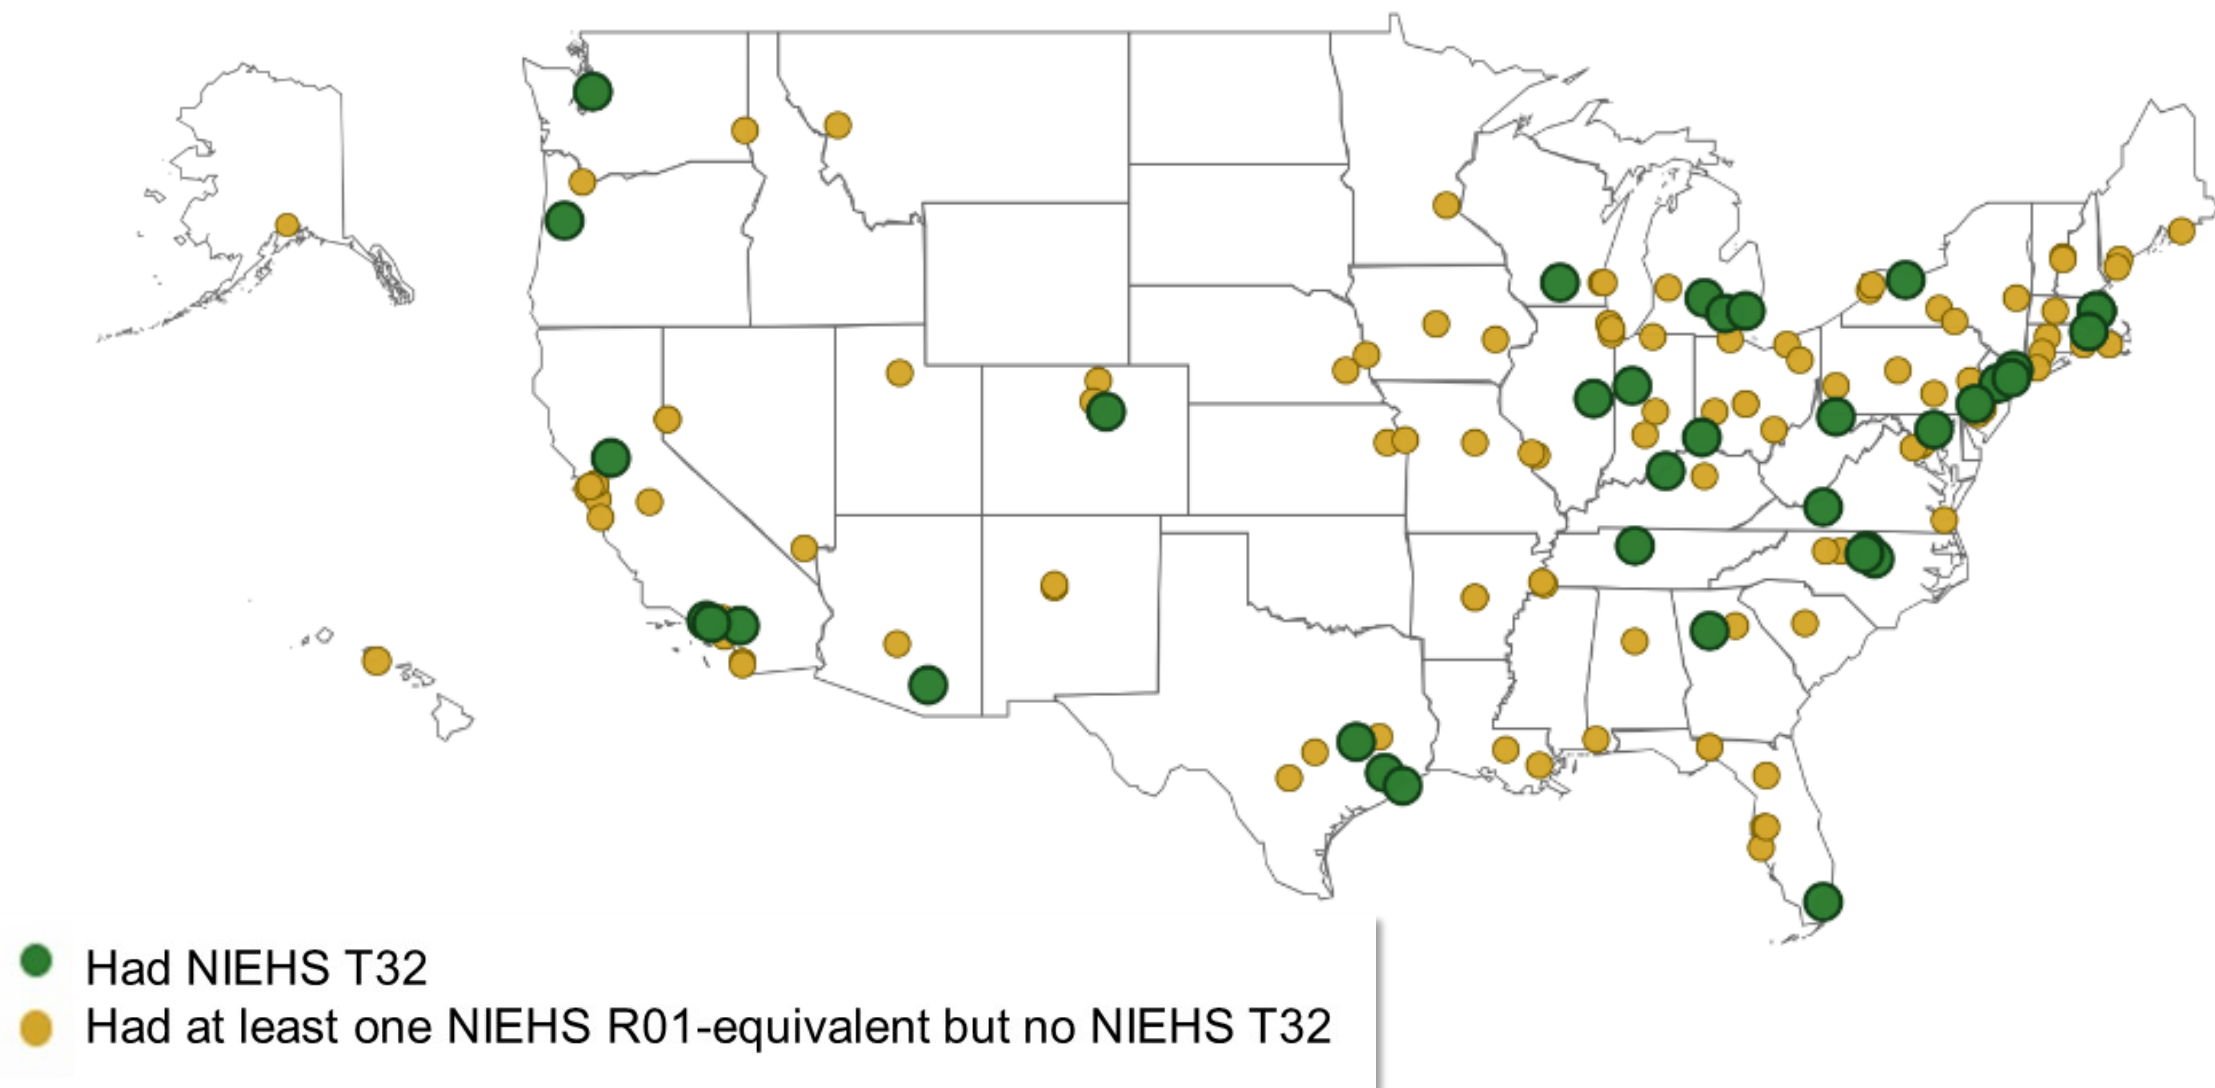 Had NIEHS T32
Had at least one NIEHS R01-equivalent but no NIEHS T32